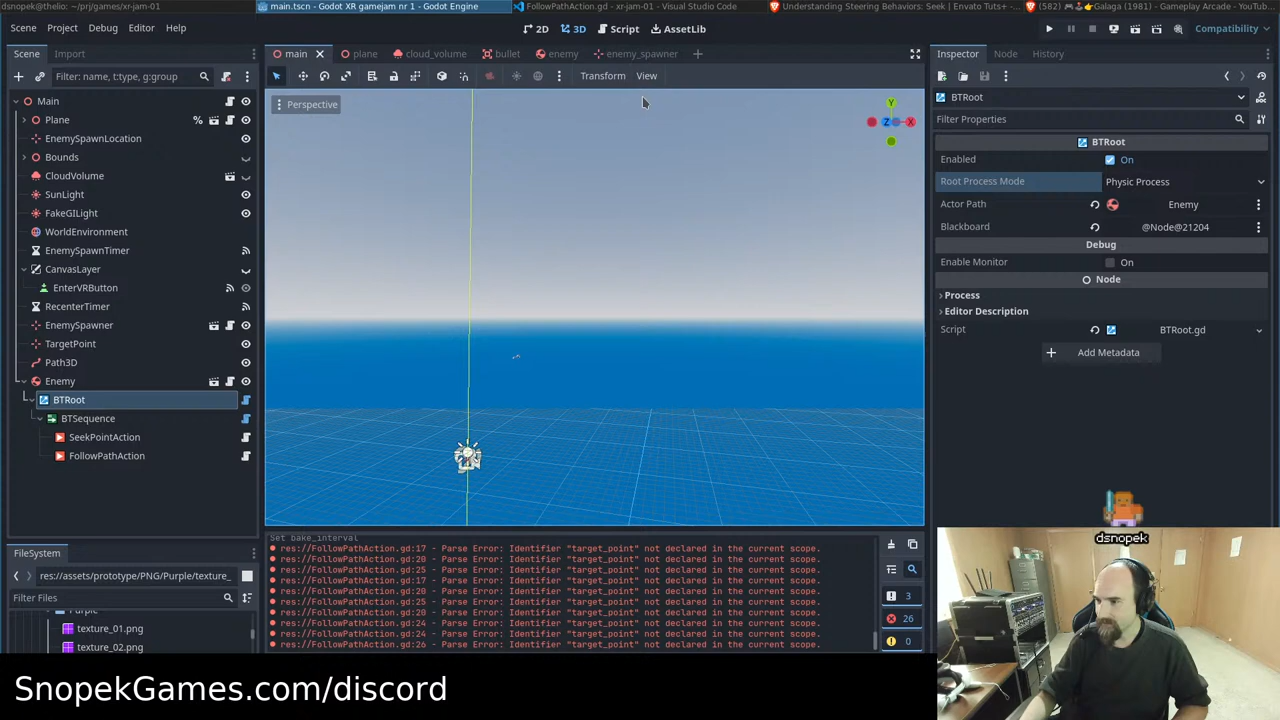 dsnopek@thelio: ~/prj/games/xr-jam-01
main.tscn - Godot XR gamejam nr 1 - Godot Engine
FollowPathAction.gd - xr-jam-01 - Visual Studio Code
Understanding Steering Behaviors: Seek | Envato Tuts+ -...
(582) 🎮🕹️👉Galaga (1981) - Gameplay Arcade - YouTub...
Scene Project Debug Editor Help
2D 3D Script AssetLib
Compatibility
Scene Import
main plane cloud_volume bullet enemy enemy_spawner
Inspector Node History
Filter: name, t:type, g:group
Transform View
Perspective
Main
Plane
EnemySpawnLocation
Bounds
CloudVolume
SunLight
FakeGILight
WorldEnvironment
EnemySpawnTimer
CanvasLayer
EnterVRButton
RecenterTimer
EnemySpawner
TargetPoint
Path3D
Enemy
BTRoot
BTSequence
SeekPointAction
FollowPathAction
Y
Z X
BTRoot
Filter Properties
BTRoot
Enabled On
Root Process Mode Physic Process
Actor Path Enemy
Blackboard @Node@21204
Debug
Enable Monitor On
Node
Process
Editor Description
Script BTRoot.gd
Add Metadata
FileSystem
res://assets/prototype/PNG/Purple/texture_
Filter Files
Purple
texture_01.png
texture_02.png
Set bake_interval
res://FollowPathAction.gd:17 - Parse Error: Identifier "target_point" not declared in the current scope.
res://FollowPathAction.gd:20 - Parse Error: Identifier "target_point" not declared in the current scope.
res://FollowPathAction.gd:25 - Parse Error: Identifier "target_point" not declared in the current scope.
res://FollowPathAction.gd:17 - Parse Error: Identifier "target_point" not declared in the current scope.
res://FollowPathAction.gd:20 - Parse Error: Identifier "target_point" not declared in the current scope.
res://FollowPathAction.gd:25 - Parse Error: Identifier "target_point" not declared in the current scope.
res://FollowPathAction.gd:20 - Parse Error: Identifier "target_point" not declared in the current scope.
res://FollowPathAction.gd:24 - Parse Error: Identifier "target_point" not declared in the current scope.
res://FollowPathAction.gd:24 - Parse Error: Identifier "target_point" not declared in the current scope.
res://FollowPathAction.gd:26 - Parse Error: Identifier "target_point" not declared in the current scope.
3
26
0
dsnopek
SnopekGames.com/discord